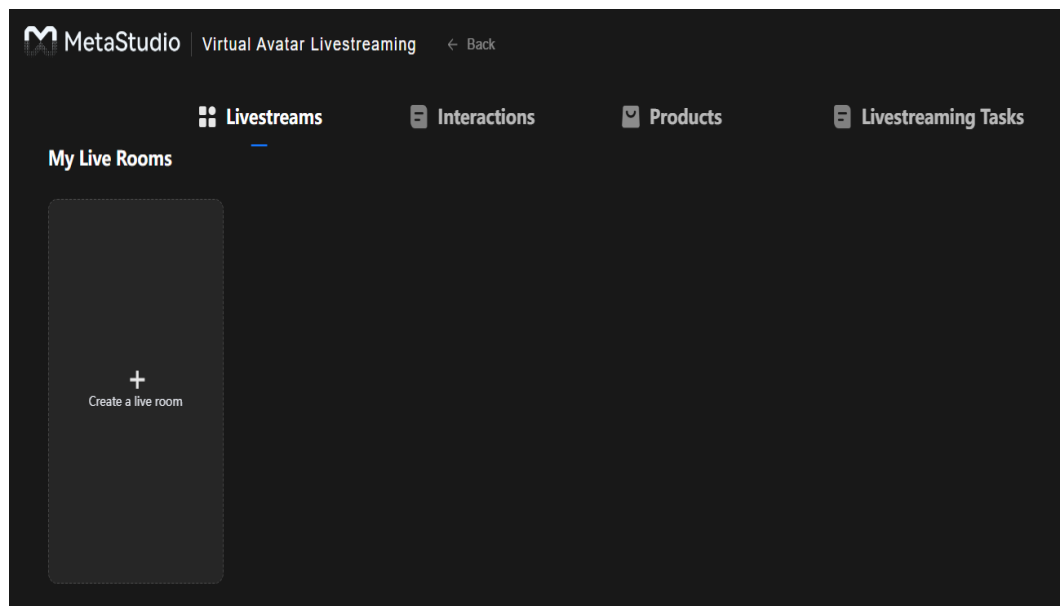 MetaStudio Virtual Avatar Livestreaming ← Back
Livestreams Interactions Products Livestreaming Tasks
My Live Rooms
+
Create a live room